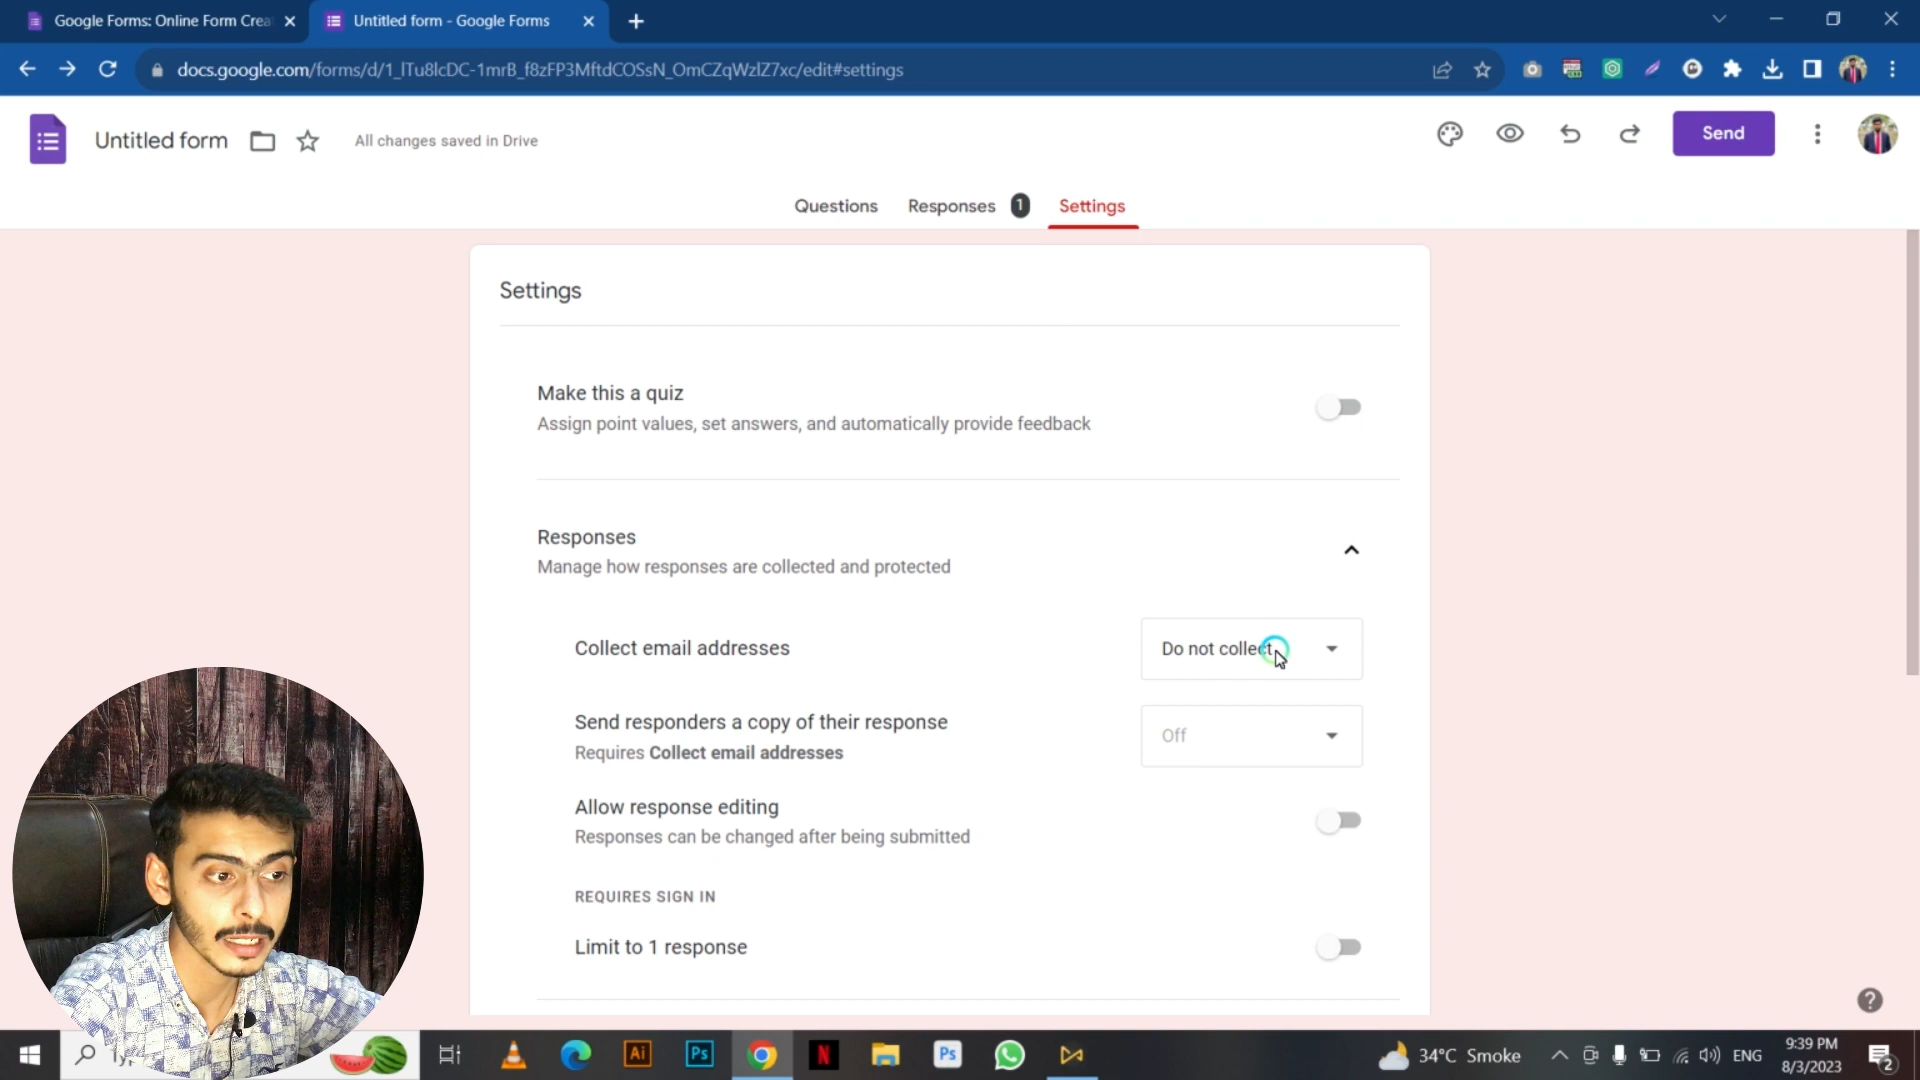 Google Forms: Online Form Crea
Untitled form - Google Forms
docs.google.com/forms/d/1_lTu8lcDC-1mrB_f8zFP3MftdCOSsN_OmCZqWzlZ7xc/edit#settings
Untitled form
All changes saved in Drive
Send
Questions
Responses 1
Settings
Settings
Make this a quiz
Assign point values, set answers, and automatically provide feedback
Responses
Manage how responses are collected and protected
Collect email addresses
Do not collect
Send responders a copy of their response
Requires Collect email addresses
Off
Allow response editing
Responses can be changed after being submitted
REQUIRES SIGN IN
Limit to 1 response
Ai
Ps
N
Ps
34°C Smoke
ENG
9:39 PM
8/3/2023
2